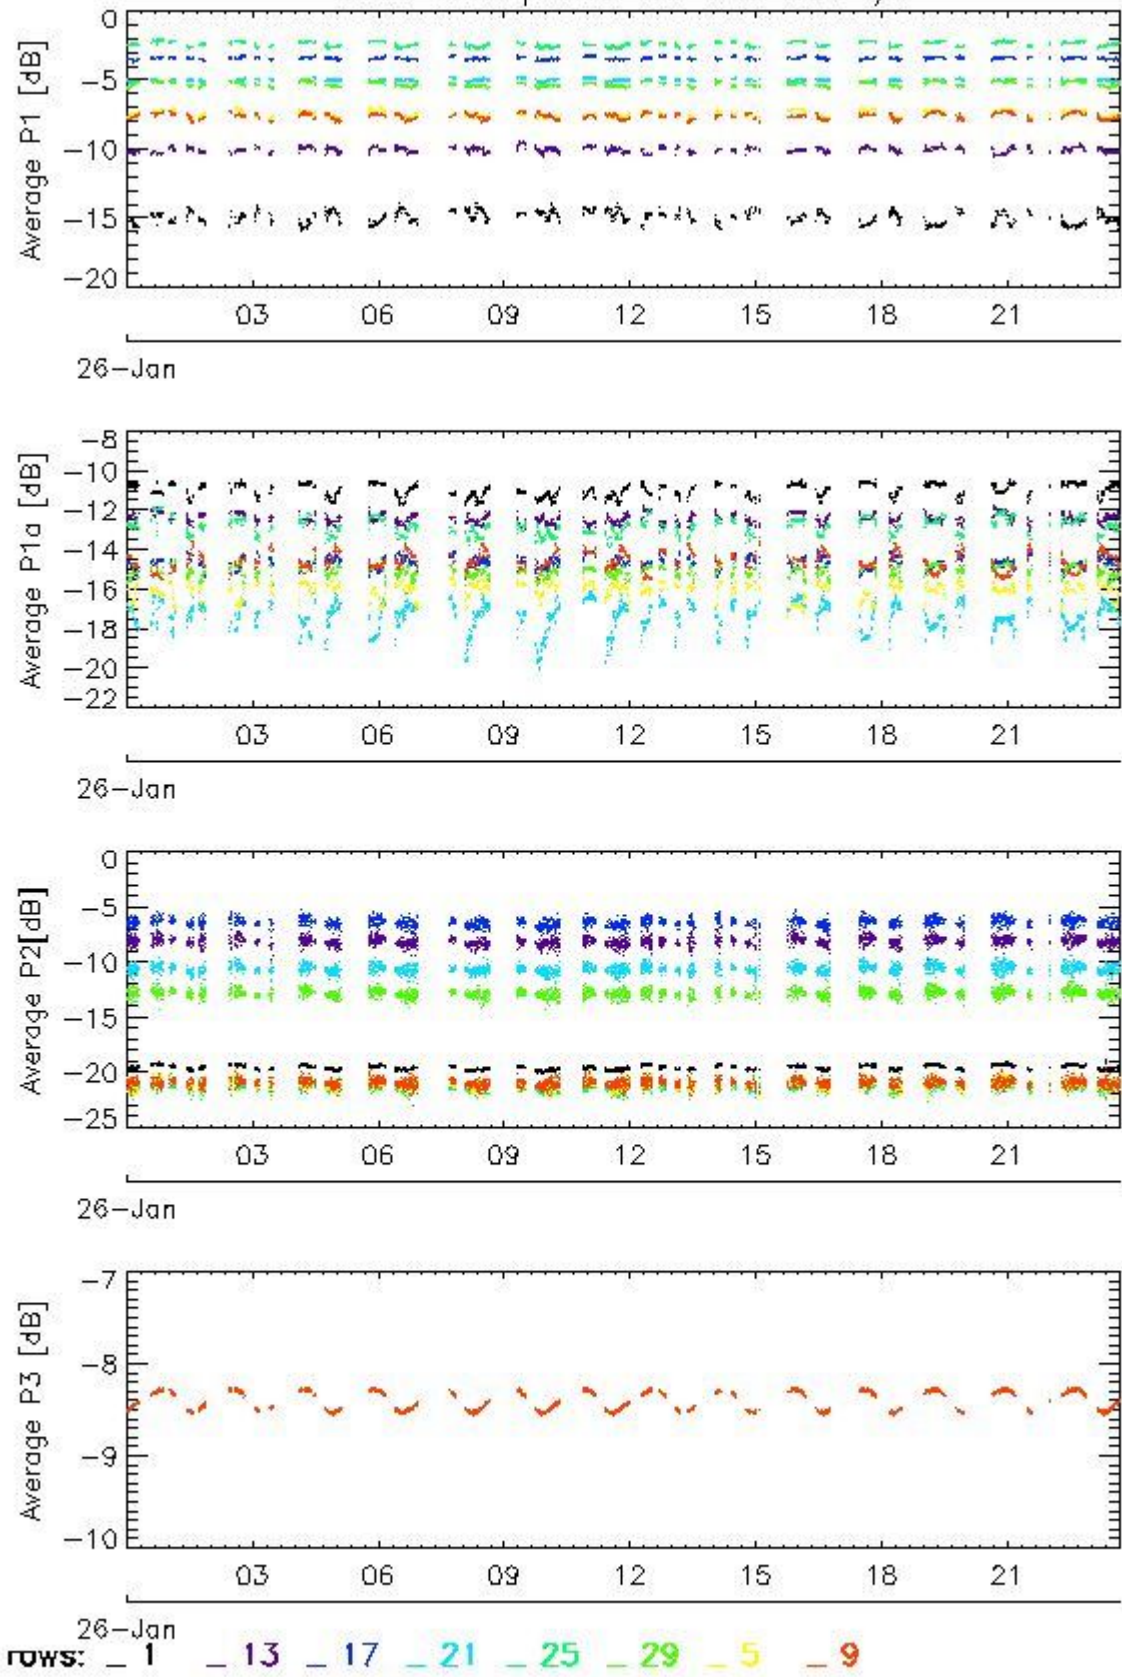 0
−5
−10
−15
−20
Average P1 [dB]
03 06 09 12 15 18 21
26−Jan
−8
−10
−12
−14
−16
−18
−20
−22
Average P1a [dB]
03 06 09 12 15 18 21
26−Jan
0
−5
−10
−15
−20
−25
Average P2[dB]
03 06 09 12 15 18 21
26−Jan
−7
−8
−9
−10
Average P3 [dB]
03 06 09 12 15 18 21
26−Jan
rows: _ 1 _ 13 _ 17 _ 21 _ 25 _ 29 _ 5 _ 9